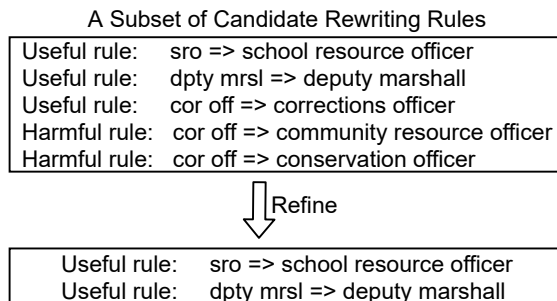 A Subset of Candidate Rewriting Rules
Useful rule: sro => school resource officer
Useful rule: dpty mrsl => deputy marshall
Useful rule: cor off => corrections officer
Harmful rule: cor off => community resource officer
Harmful rule: cor off => conservation officer
Refine
Useful rule: sro => school resource officer
Useful rule: dpty mrsl => deputy marshall